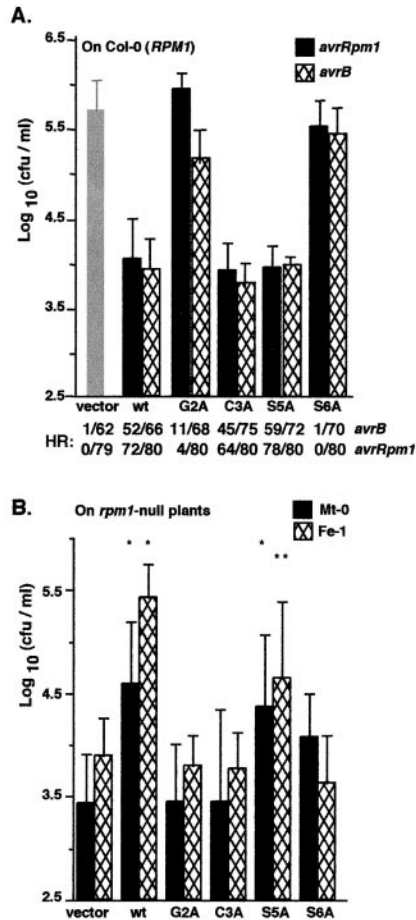 A.
On Col-0 (RPM1)
avrRpm1
avrB
6.5
5.5
4.5
3.5
2.5
Log 10 (cfu / ml)
vector wt G2A C3A S5A S6A
HR:
1/62 52/66 11/68 45/75 59/72 1/70 avrB
0/79 72/80 4/80 64/80 78/80 0/80 avrRpm1
B.
On rpm1-null plants
Mt-0
Fe-1
* * * **
5.5
4.5
3.5
2.5
Log 10 (cfu / ml)
vector wt G2A C3A S5A S6A